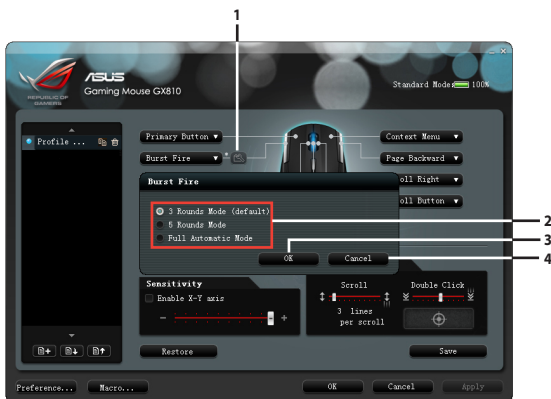 1
REPUBLIC OF
GAMERS
ASUS
Gaming Mouse GX810
Standard Mode 100%
Profile ...
Primary Button
Context Menu
Burst Fire
Page Backward
Burst Fire
oll Right
3 Rounds Mode (default)
oll Button
5 Rounds Mode
2
Full Automatic Mode
3
OK
Cancel
4
Sensitivity
Scroll
Double Click
Enable X-Y axis
3 lines
per scroll
Restore
Save
Preference...
Macro...
OK
Cancel
Apply